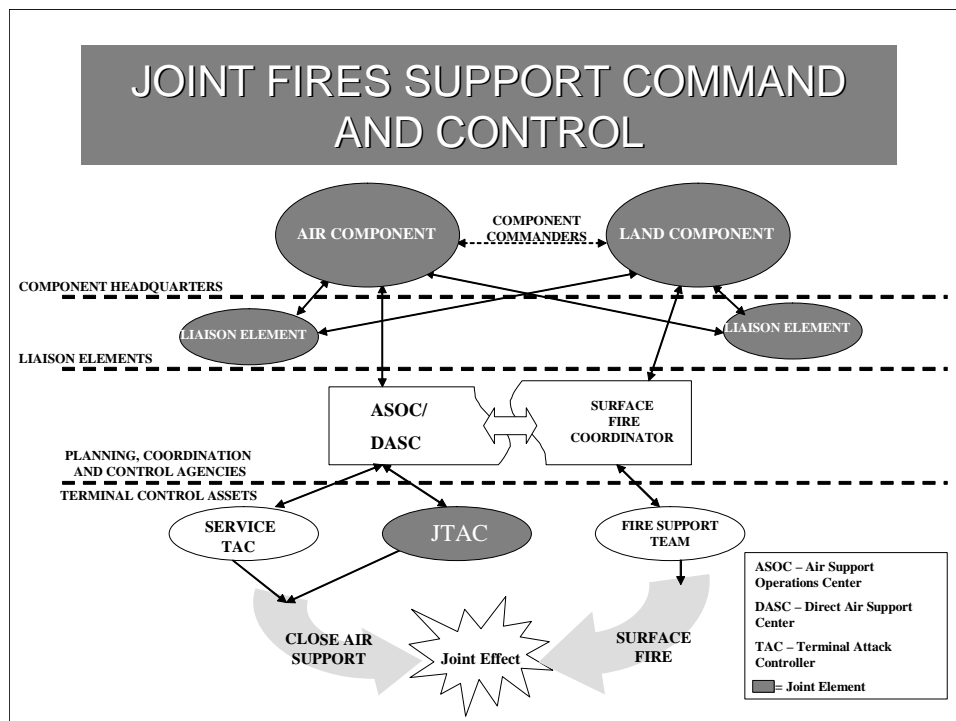 JOINT FIRES SUPPORT COMMAND
AND CONTROL
AIR COMPONENT
COMPONENT
COMMANDERS
LAND COMPONENT
COMPONENT HEADQUARTERS
LIAISON ELEMENT
LIAISON ELEMENT
LIAISON ELEMENTS
ASOC/
DASC
SURFACE
FIRE
COORDINATOR
PLANNING, COORDINATION
AND CONTROL AGENCIES
TERMINAL CONTROL ASSETS
SERVICE
TAC
JTAC
FIRE SUPPORT
TEAM
CLOSE AIR
SUPPORT
Joint Effect
SURFACE
FIRE
ASOC – Air Support
Operations Center
DASC – Direct Air Support
Center
TAC – Terminal Attack
Controller
= Joint Element